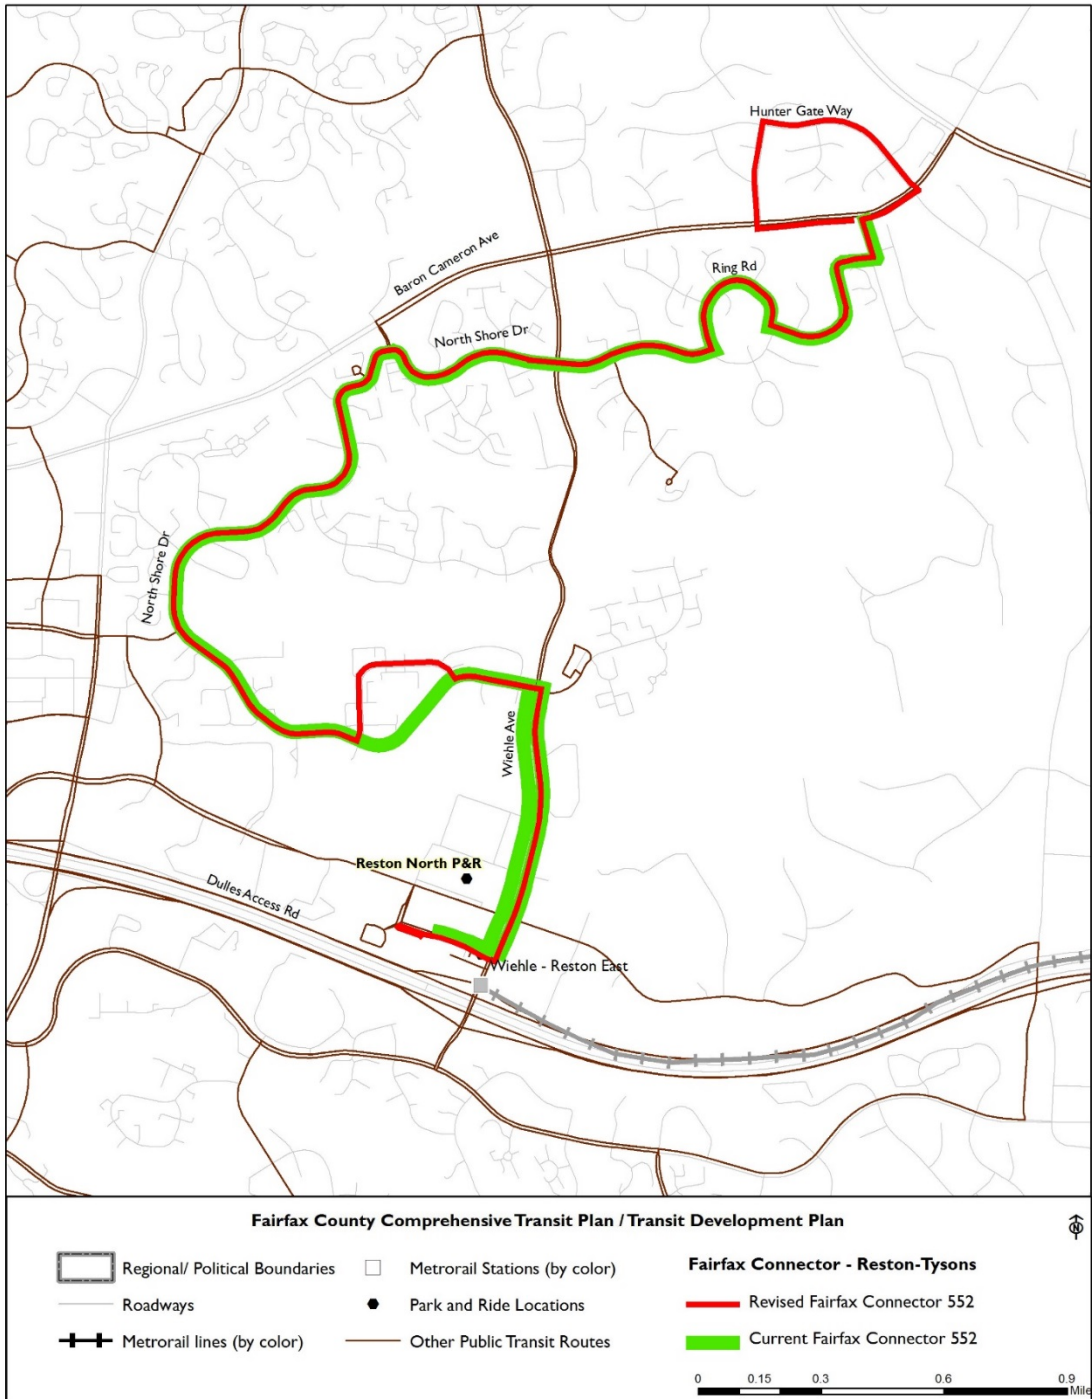 Hunter Gate Way
Baron Cameron Ave
Ring Rd
North Shore Dr
North Shore Dr
Wiehle Ave
Reston North P&R
Dulles Access Rd
Wiehle - Reston East
Fairfax County Comprehensive Transit Plan / Transit Development Plan
N
Regional/ Political Boundaries
Metrorail Stations (by color)
Fairfax Connector - Reston-Tysons
Roadways
Park and Ride Locations
Revised Fairfax Connector 552
Metrorail lines (by color)
Other Public Transit Routes
Current Fairfax Connector 552
0 0.15 0.3 0.6 0.9
Mile